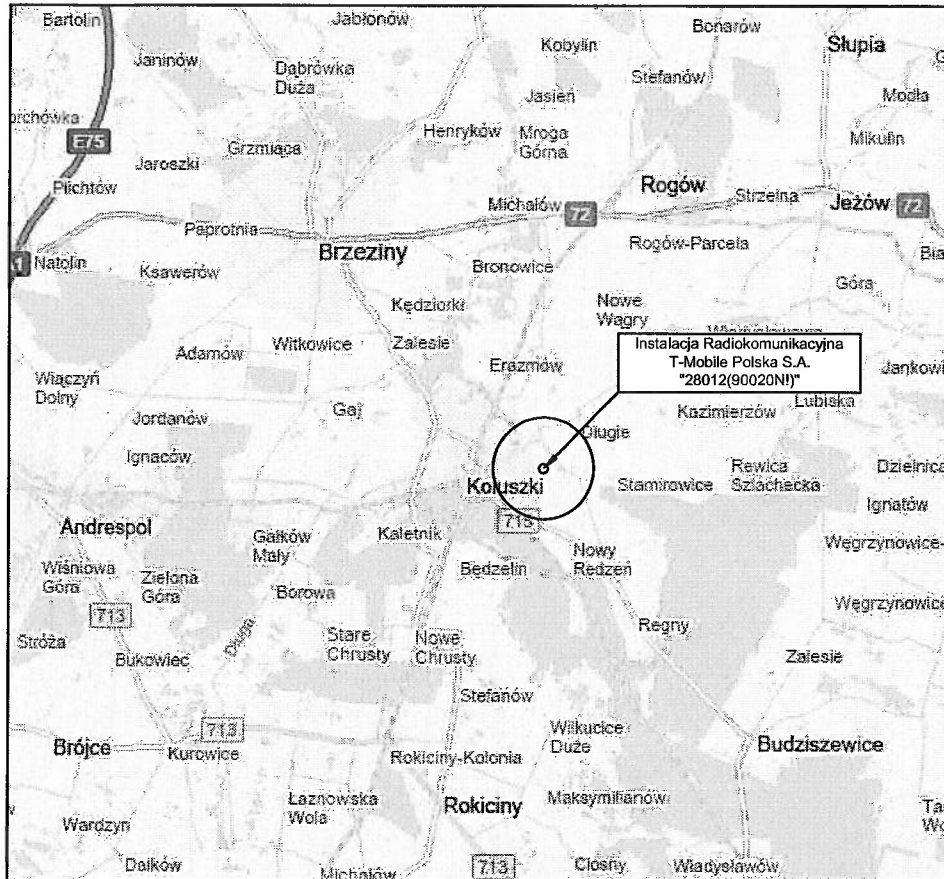 Bartolin
Jabłonów
Bonarów
Kobylin
Słupia
Janinów
Dąbrówka
Duża
Stefanów
Jasień
Modła
E75
Grzmiąca
Henryków
Mroga
Górna
Mikulin
Jaroszki
Plichtów
Rogów
Strzelna
Michałów
72
Jeżów
72
Paprotnia
Brzeziny
Rogów-Parcela
Natolin
Ksawerów
Bronowice
Góra
Kędziorki
Nowe
Wągry
Adamów
Witkowice
Zalesie
Erazmów
Instalacja Radiokomunikacyjna
T-Mobile Polska S.A.
"28012(90020N!)"
Wiączyń
Dolny
Jordanów
Gaj
Kazimierzów
Lubiska
Długie
Ignaców
Koluszki
Stamirowice
Rewica
Szlachecka
Dzielnica
Ignatów
715
Andrespol
Gałków
Mały
Kaletnik
Nowy
Redzeń
Węgrzynowice-
Wiśniowa
Góra
Zielona
Góra
Borowa
Będzelin
Węgrzynowice
713
Stróża
Długa
Stare
Chrusty
Nowe
Chrusty
Regny
Bukowiec
Zalesie
Stefanów
713
Brójce
Kurowice
Rokiciny-Kolonia
Wilkucice
Duże
Budziszewice
Łaznowska
Wola
Rokiciny
Maksymilianów
Wardzyn
Dalków
Michałów
713
Ciosny
Władysławów